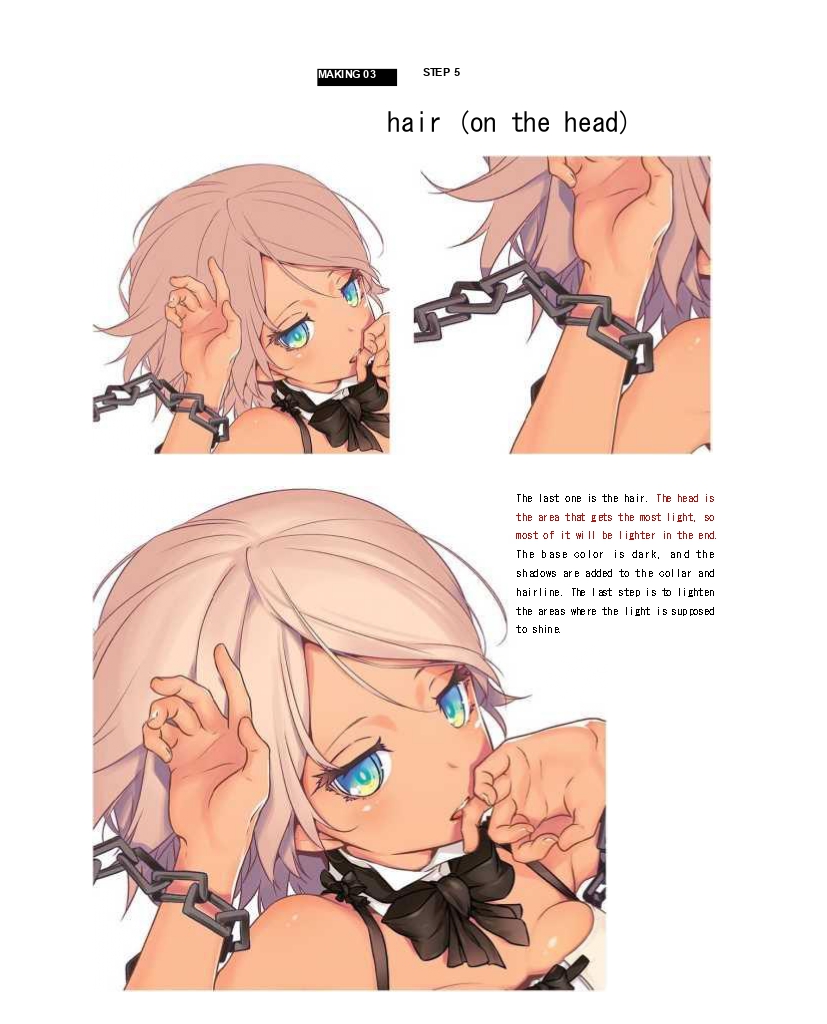 MAKING 03
STEP 5
hair (on the head)
The last one is the hair. The head is
the area that gets the most light, so
most of it will be lighter in the end.
The base color is dark, and the
shadows are added to the collar and
hairline. The last step is to lighten
the areas where the light is supposed
to shine.